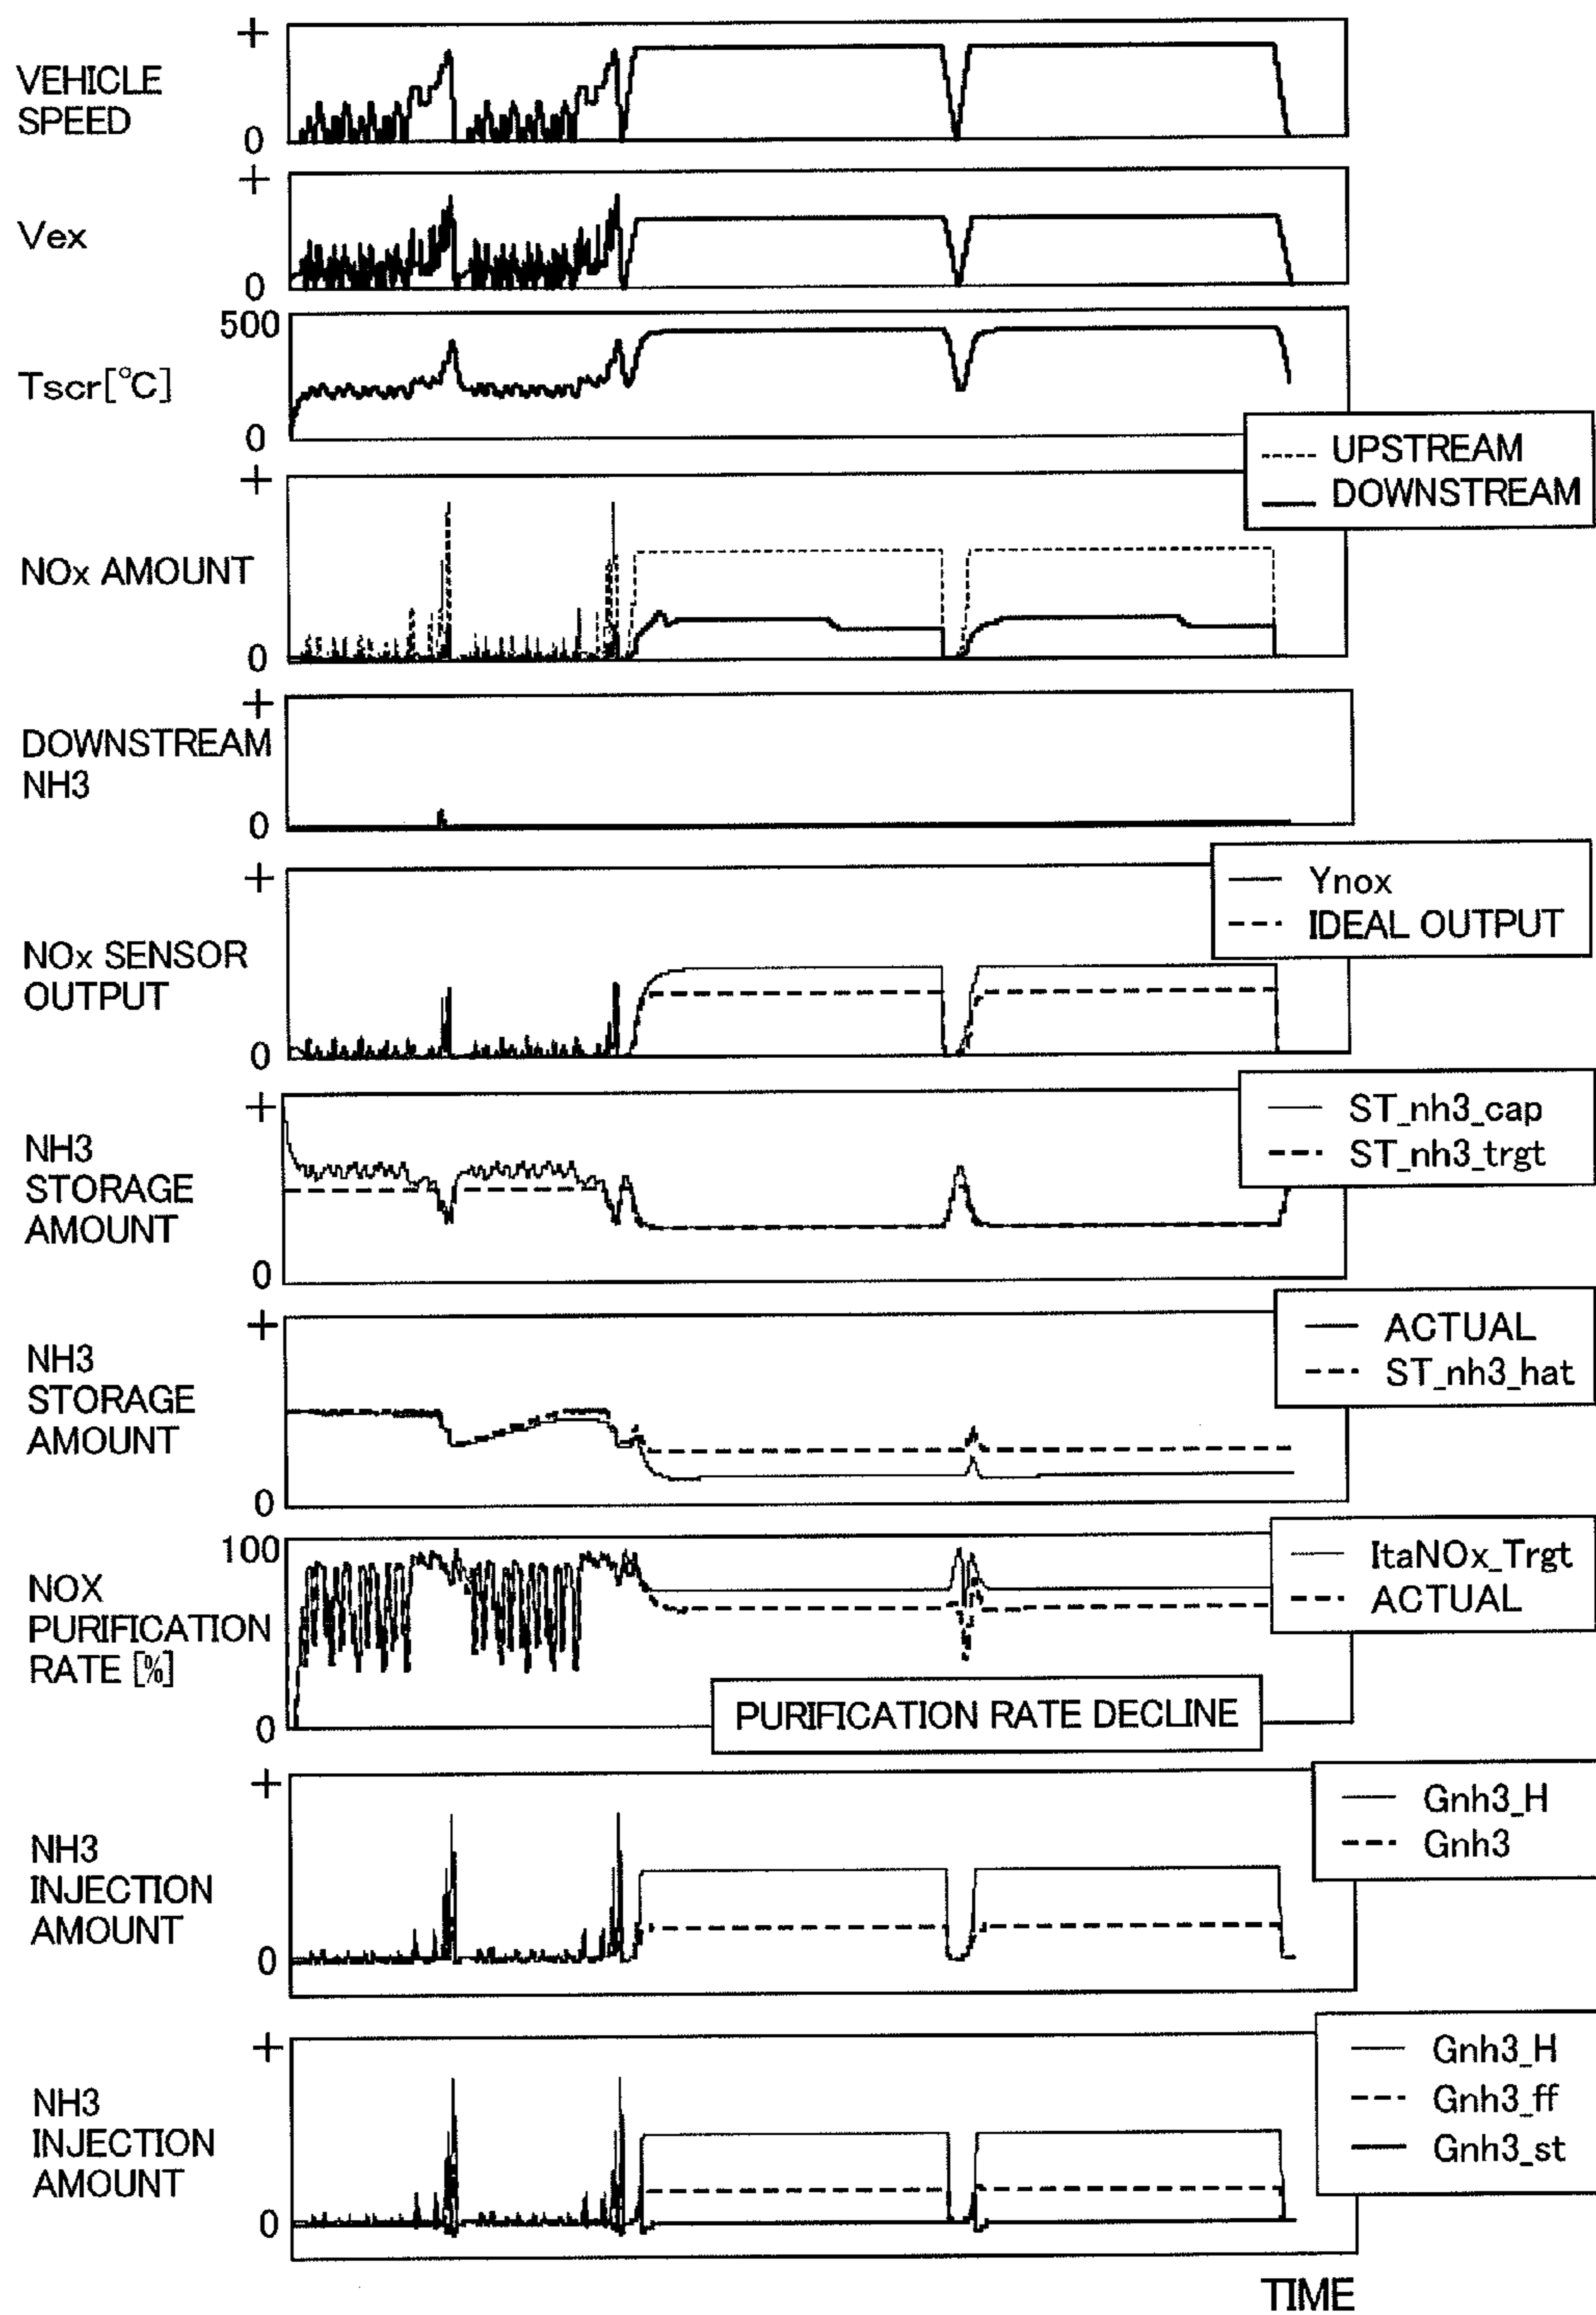 +
VEHICLE
SPEED
0
+
Vex
0
500
Tscr[°C]
0
UPSTREAM
DOWNSTREAM
+
NOx AMOUNT
0
+
DOWNSTREAM
NH3
0
Ynox
IDEAL OUTPUT
+
NOx SENSOR
OUTPUT
0
ST_nh3_cap
ST_nh3_trgt
+
NH3
STORAGE
AMOUNT
0
ACTUAL
ST_nh3_hat
+
NH3
STORAGE
AMOUNT
0
100
ItaNOx_Trgt
ACTUAL
NOX
PURIFICATION
RATE [%]
0
PURIFICATION RATE DECLINE
+
Gnh3_H
Gnh3
NH3
INJECTION
AMOUNT
0
+
Gnh3_H
Gnh3_ff
Gnh3_st
NH3
INJECTION
AMOUNT
0
TIME